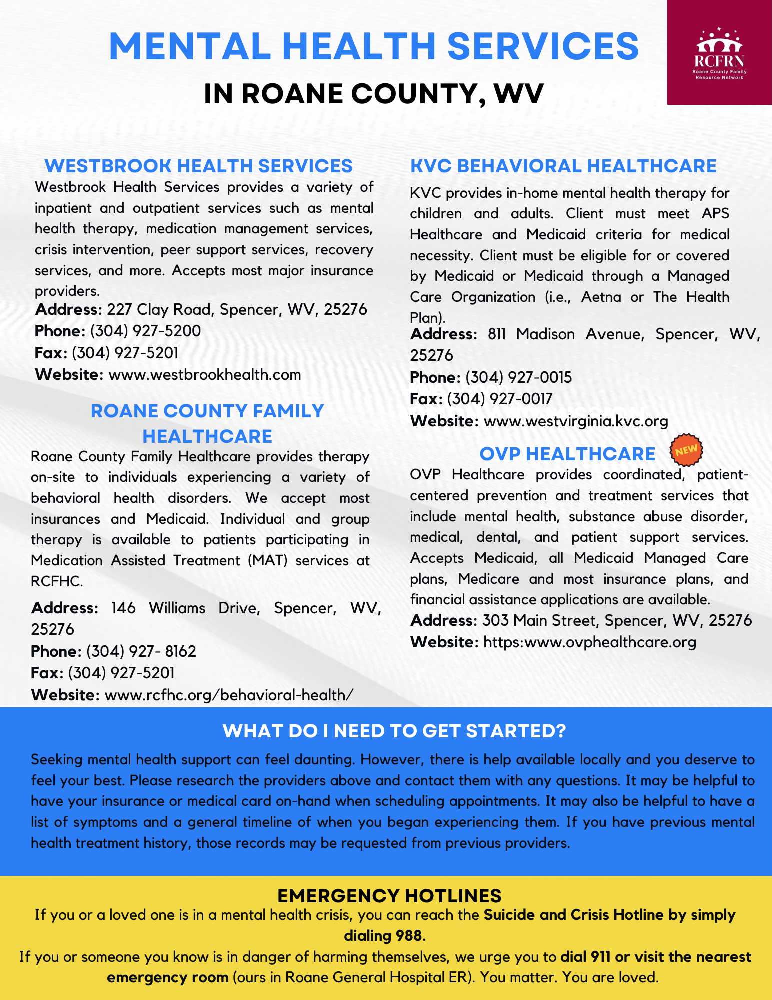 MENTAL HEALTH SERVICES
IN ROANE COUNTY, WV
RCFRN
Roane County Family
Resource Network
WESTBROOK HEALTH SERVICES
Westbrook Health Services provides a variety of
inpatient and outpatient services such as mental
health therapy, medication management services,
crisis intervention, peer support services, recovery
services, and more. Accepts most major insurance
providers.
Address: 227 Clay Road, Spencer, WV, 25276
Phone: (304) 927-5200
Fax: (304) 927-5201
Website: www.westbrookhealth.com
ROANE COUNTY FAMILY
HEALTHCARE
Roane County Family Healthcare provides therapy
on-site to individuals experiencing a variety of
behavioral health disorders. We accept most
insurances and Medicaid. Individual and group
therapy is available to patients participating in
Medication Assisted Treatment (MAT) services at
RCFHC.
Address: 146 Williams Drive, Spencer, WV,
25276
Phone: (304) 927- 8162
Fax: (304) 927-5201
Website: www.rcfhc.org/behavioral-health/
KVC BEHAVIORAL HEALTHCARE
KVC provides in-home mental health therapy for
children and adults. Client must meet APS
Healthcare and Medicaid criteria for medical
necessity. Client must be eligible for or covered
by Medicaid or Medicaid through a Managed
Care Organization (i.e., Aetna or The Health
Plan).
Address: 811 Madison Avenue, Spencer, WV,
25276
Phone: (304) 927-0015
Fax: (304) 927-0017
Website: www.westvirginia.kvc.org
OVP HEALTHCARE
NEW
OVP Healthcare provides coordinated, patient-
centered prevention and treatment services that
include mental health, substance abuse disorder,
medical, dental, and patient support services.
Accepts Medicaid, all Medicaid Managed Care
plans, Medicare and most insurance plans, and
financial assistance applications are available.
Address: 303 Main Street, Spencer, WV, 25276
Website: https:www.ovphealthcare.org
WHAT DO I NEED TO GET STARTED?
Seeking mental health support can feel daunting. However, there is help available locally and you deserve to
feel your best. Please research the providers above and contact them with any questions. It may be helpful to
have your insurance or medical card on-hand when scheduling appointments. It may also be helpful to have a
list of symptoms and a general timeline of when you began experiencing them. If you have previous mental
health treatment history, those records may be requested from previous providers.
EMERGENCY HOTLINES
If you or a loved one is in a mental health crisis, you can reach the Suicide and Crisis Hotline by simply
dialing 988.
If you or someone you know is in danger of harming themselves, we urge you to dial 911 or visit the nearest
emergency room (ours in Roane General Hospital ER). You matter. You are loved.